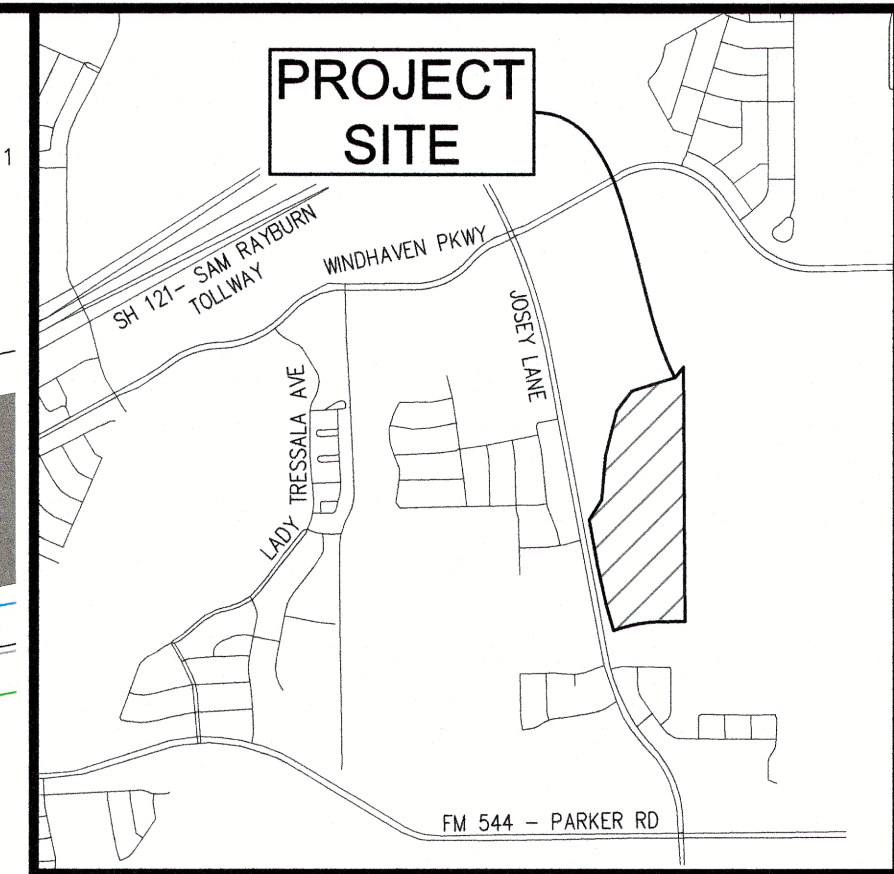 PROJECT
SITE
1
SH 121- SAM RAYBURN
TOLLWAY
WINDHAVEN PKWY
JOSEY LANE
LADY TRESSALA AVE
FM 544 - PARKER RD